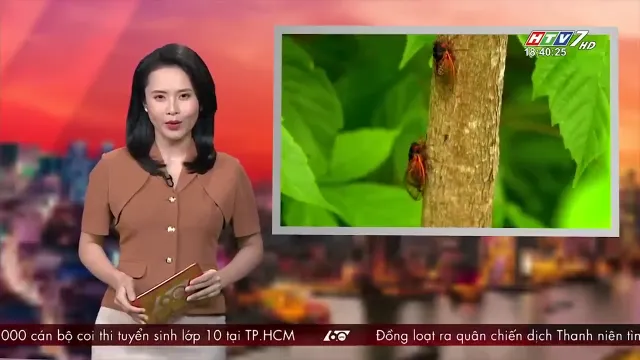 HTV7 HD
18:40:25
000 cán bộ coi thi tuyển sinh lớp 10 tại TP.HCM 60 Đồng loạt ra quân chiến dịch Thanh niên tìn